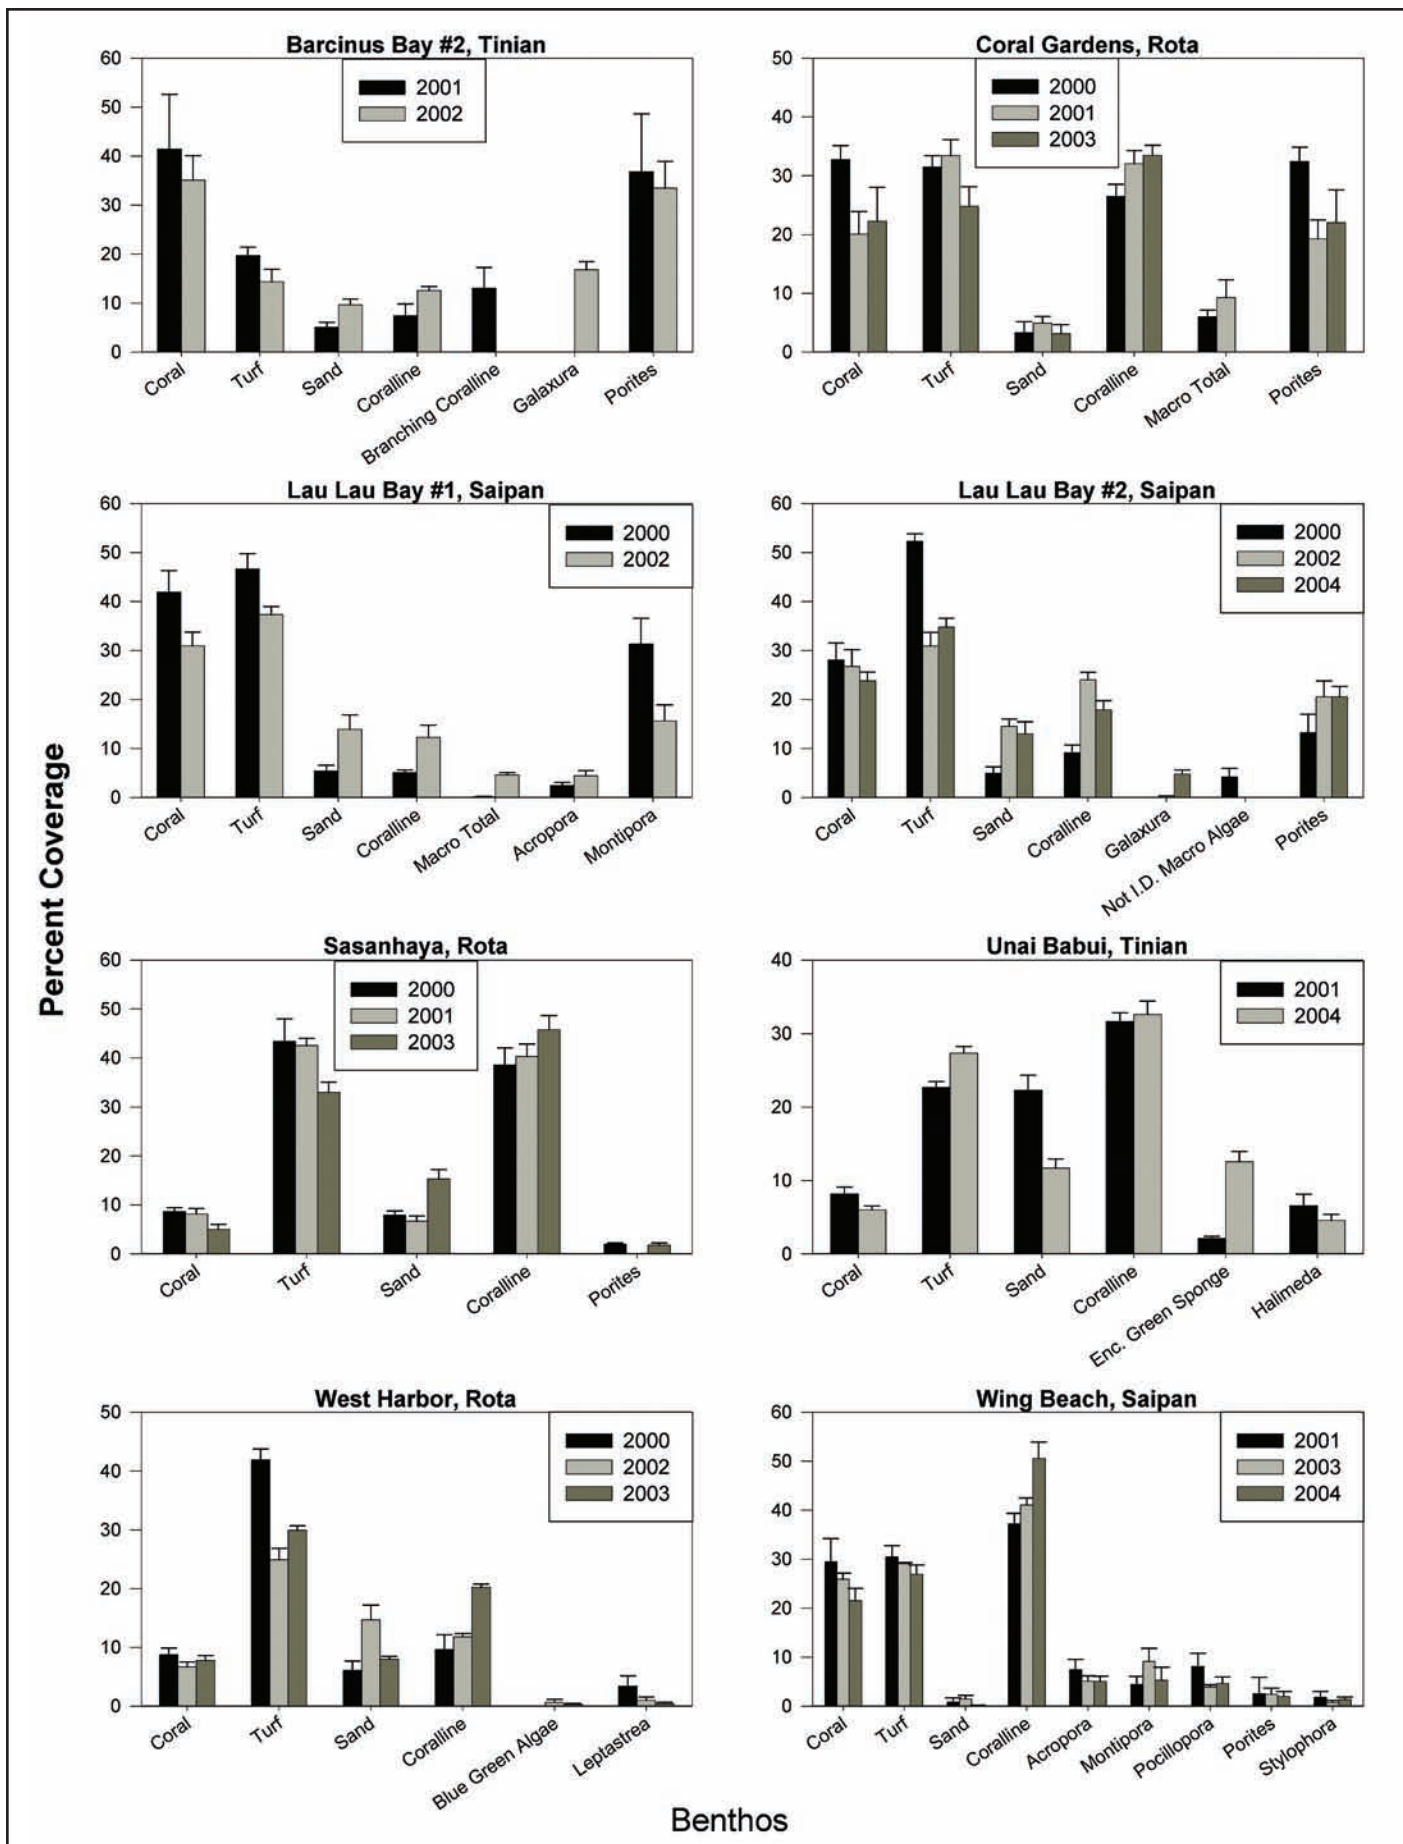 Percent Coverage
Barcinus Bay #2, Tinian
60
50
40
30
20
10
0
2001
2002
Coral
Turf
Sand
Coralline
Branching Coralline
Galaxura
Porites
Coral Gardens, Rota
50
40
30
20
10
0
2000
2001
2003
Coral
Turf
Sand
Coralline
Macro Total
Porites
Lau Lau Bay #1, Saipan
60
50
40
30
20
10
0
2000
2002
Coral
Turf
Sand
Coralline
Macro Total
Acropora
Montipora
Lau Lau Bay #2, Saipan
60
50
40
30
20
10
0
2000
2002
2004
Coral
Turf
Sand
Coralline
Galaxura
Not I.D. Macro Algae
Porites
Sasanhaya, Rota
60
50
40
30
20
10
0
2000
2001
2003
Coral
Turf
Sand
Coralline
Porites
Unai Babui, Tinian
40
30
20
10
0
2001
2004
Coral
Turf
Sand
Coralline
Enc. Green Sponge
Halimeda
West Harbor, Rota
50
40
30
20
10
0
2000
2002
2003
Coral
Turf
Sand
Coralline
Blue Green Algae
Leptastrea
Wing Beach, Saipan
60
50
40
30
20
10
0
2001
2003
2004
Coral
Turf
Sand
Coralline
Acropora
Montipora
Pocillopora
Porites
Stylophora
Benthos